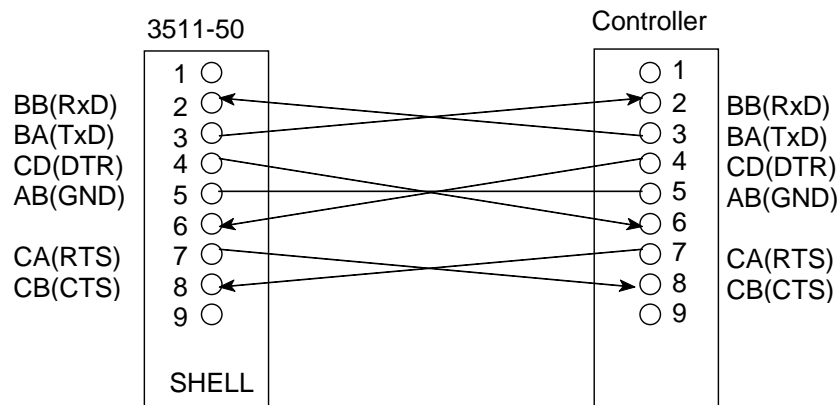 3511-50 Controller
1 1
BB(RxD) 2 2 BB(RxD)
BA(TxD) 3 3 BA(TxD)
CD(DTR) 4 4 CD(DTR)
AB(GND) 5 5 AB(GND)
6 6
CA(RTS) 7 7 CA(RTS)
CB(CTS) 8 8 CB(CTS)
9 9
SHELL